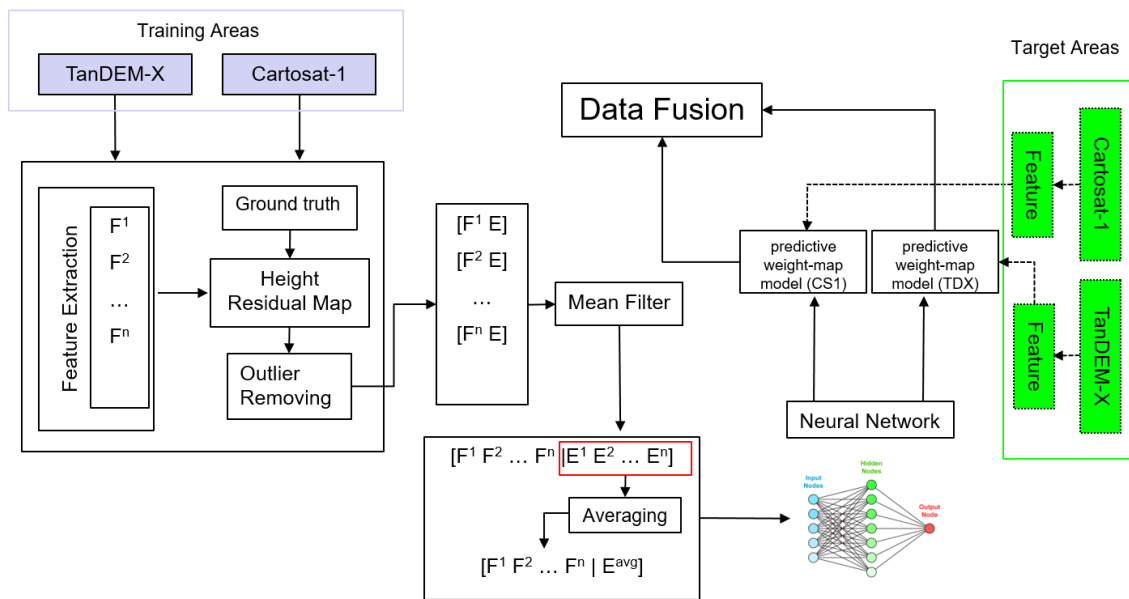 Training Areas
TanDEM-X
Cartosat-1
Feature Extraction
F¹
F²
...
Fⁿ
Ground truth
Height
Residual Map
Outlier
Removing
[F¹ E]
[F² E]
...
[Fⁿ E]
Mean Filter
[F¹ F² ... Fⁿ |E¹ E² ... Eⁿ]
Averaging
[F¹ F² ... Fⁿ | Eᵃᵛᵍ]
Input
Nodes
Hidden
Nodes
Output
Node
Neural Network
predictive
weight-map
model (CS1)
predictive
weight-map
model (TDX)
Data Fusion
Target Areas
Feature
Cartosat-1
Feature
TanDEM-X